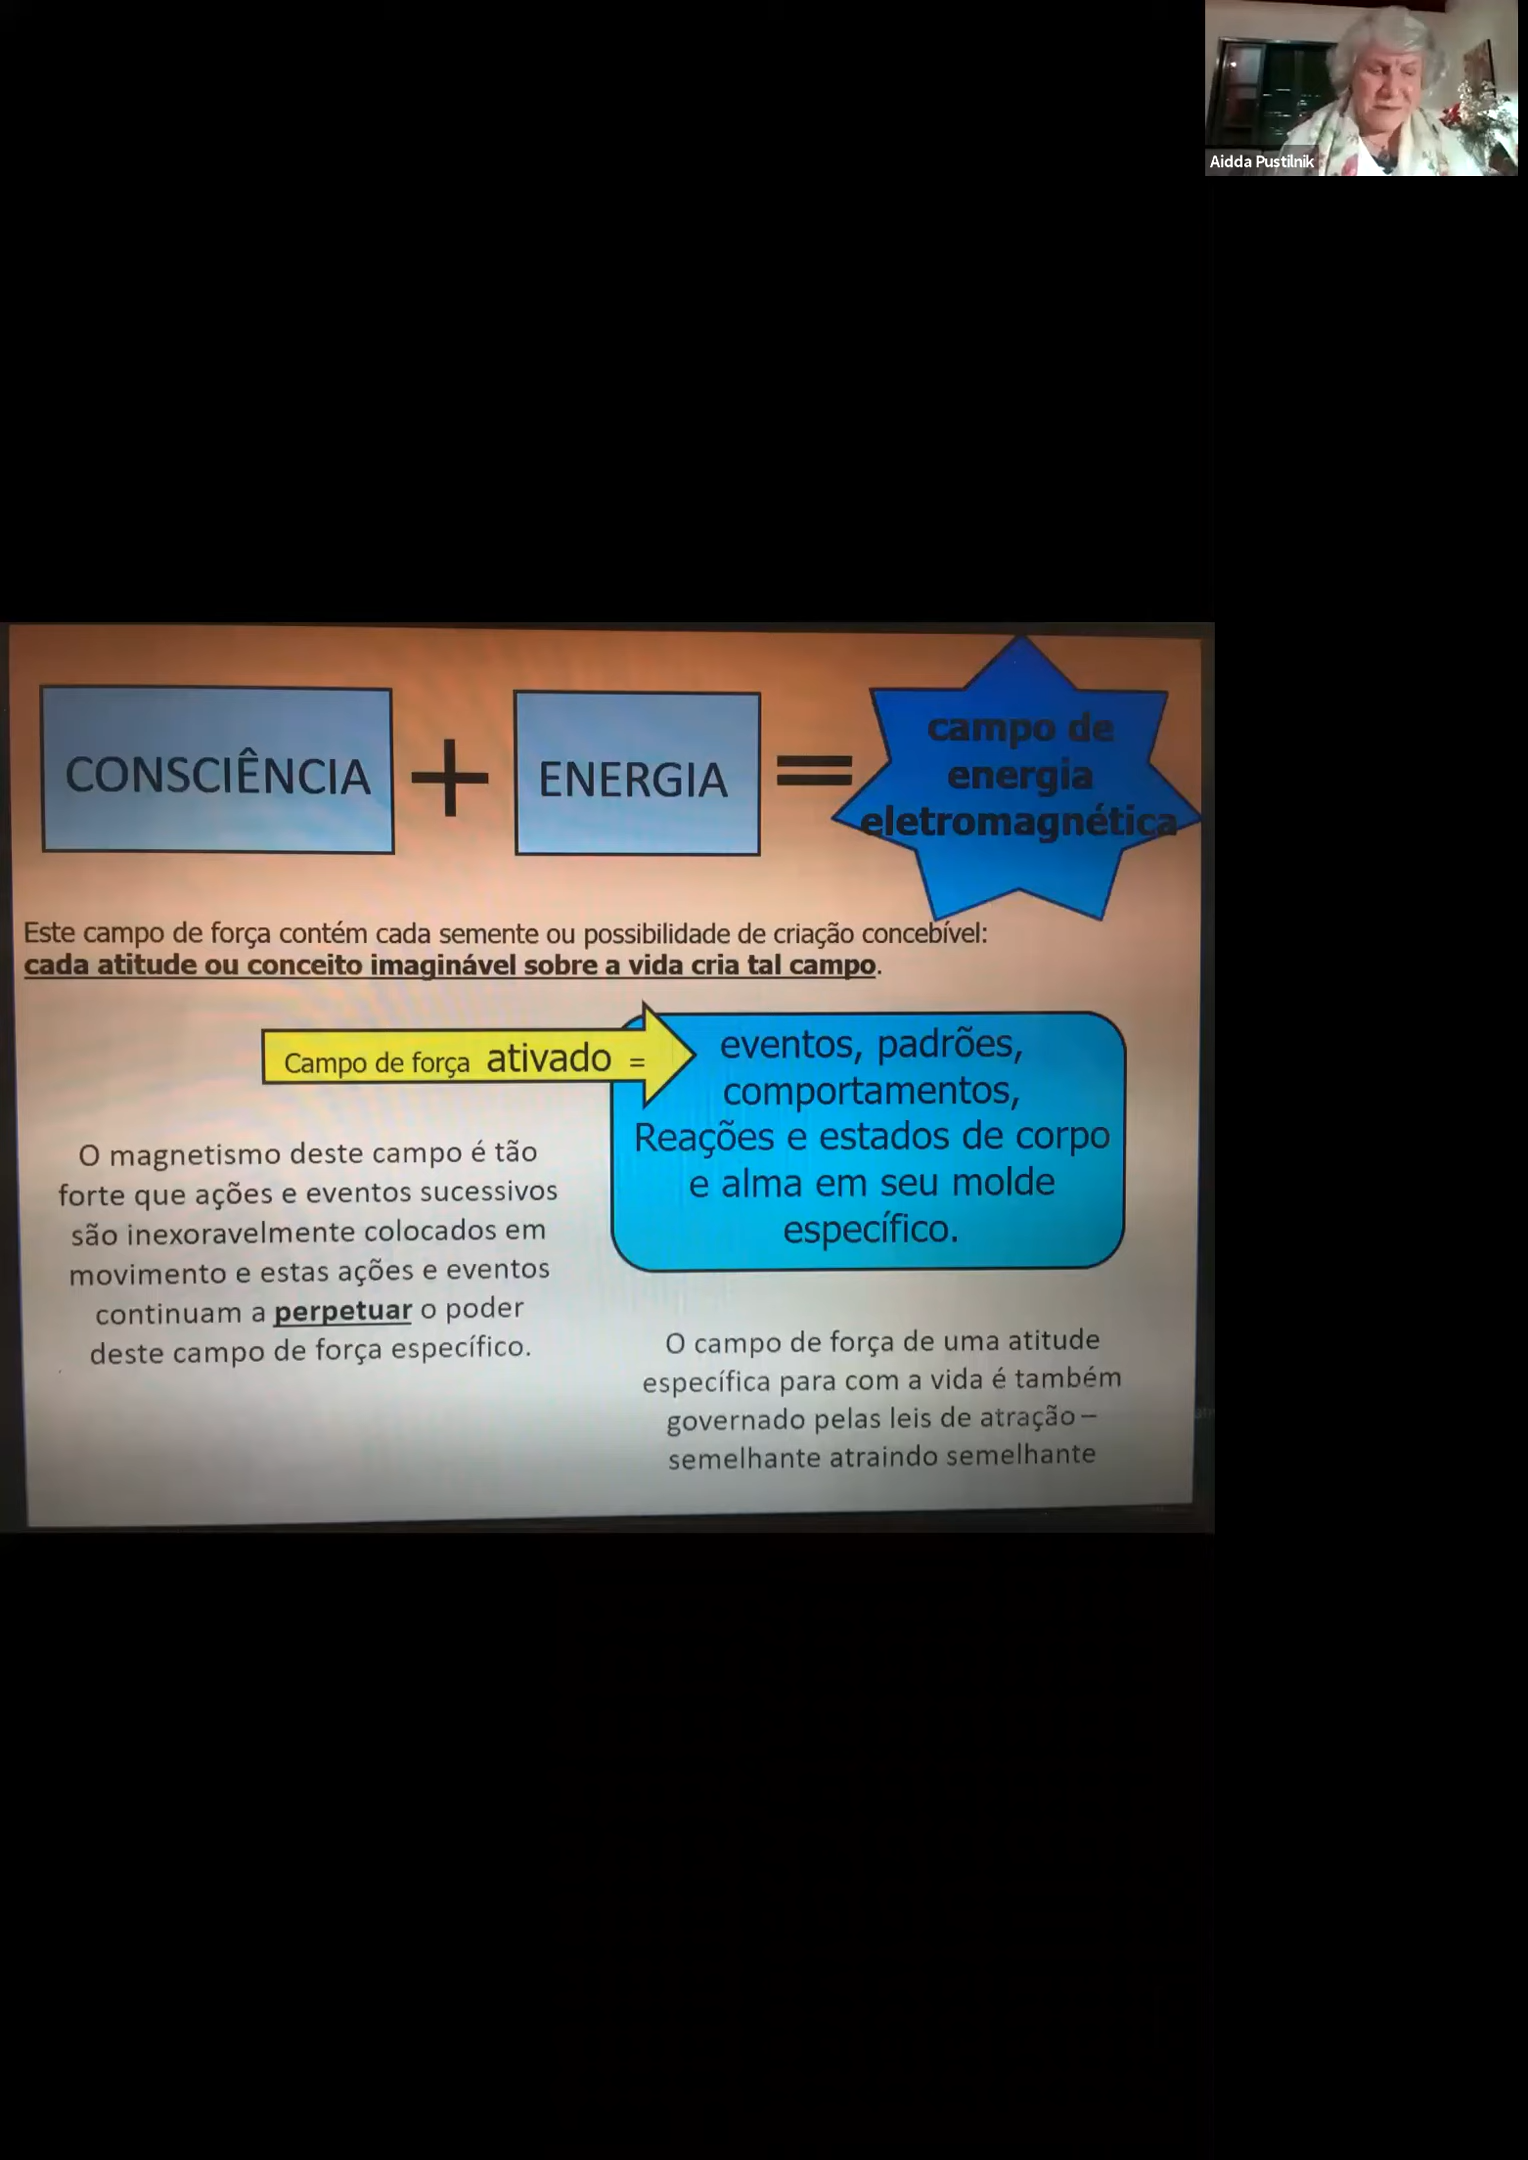 Aidda Pustilnik
CONSCIÊNCIA + ENERGIA =
campo de
energia
eletromagnética
Este campo de força contém cada semente ou possibilidade de criação concebível:
cada atitude ou conceito imaginável sobre a vida cria tal campo.
Campo de força ativado =
eventos, padrões,
comportamentos,
Reações e estados de corpo
e alma em seu molde
específico.
O magnetismo deste campo é tão
forte que ações e eventos sucessivos
são inexoravelmente colocados em
movimento e estas ações e eventos
continuam a perpetuar o poder
deste campo de força específico.
O campo de força de uma atitude
específica para com a vida é também
governado pelas leis de atração –
semelhante atraindo semelhante